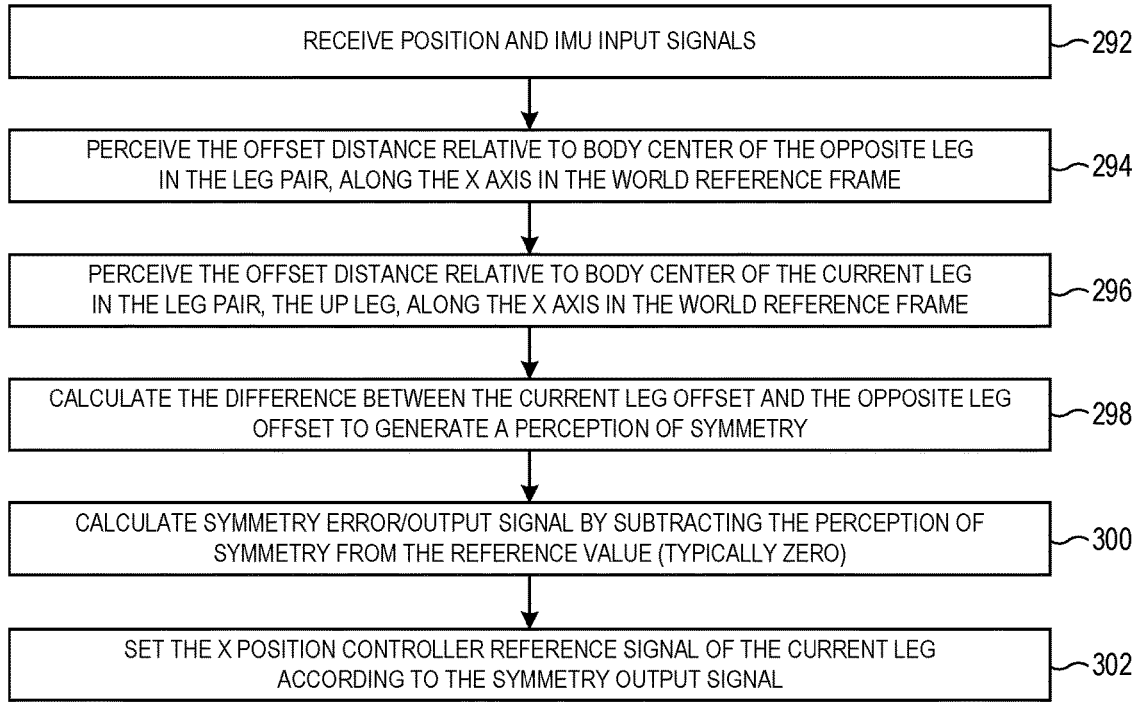 RECEIVE POSITION AND IMU INPUT SIGNALS
292
PERCEIVE THE OFFSET DISTANCE RELATIVE TO BODY CENTER OF THE OPPOSITE LEG
IN THE LEG PAIR, ALONG THE X AXIS IN THE WORLD REFERENCE FRAME
294
PERCEIVE THE OFFSET DISTANCE RELATIVE TO BODY CENTER OF THE CURRENT LEG
IN THE LEG PAIR, THE UP LEG, ALONG THE X AXIS IN THE WORLD REFERENCE FRAME
296
CALCULATE THE DIFFERENCE BETWEEN THE CURRENT LEG OFFSET AND THE OPPOSITE LEG
OFFSET TO GENERATE A PERCEPTION OF SYMMETRY
298
CALCULATE SYMMETRY ERROR/OUTPUT SIGNAL BY SUBTRACTING THE PERCEPTION OF
SYMMETRY FROM THE REFERENCE VALUE (TYPICALLY ZERO)
300
SET THE X POSITION CONTROLLER REFERENCE SIGNAL OF THE CURRENT LEG
ACCORDING TO THE SYMMETRY OUTPUT SIGNAL
302